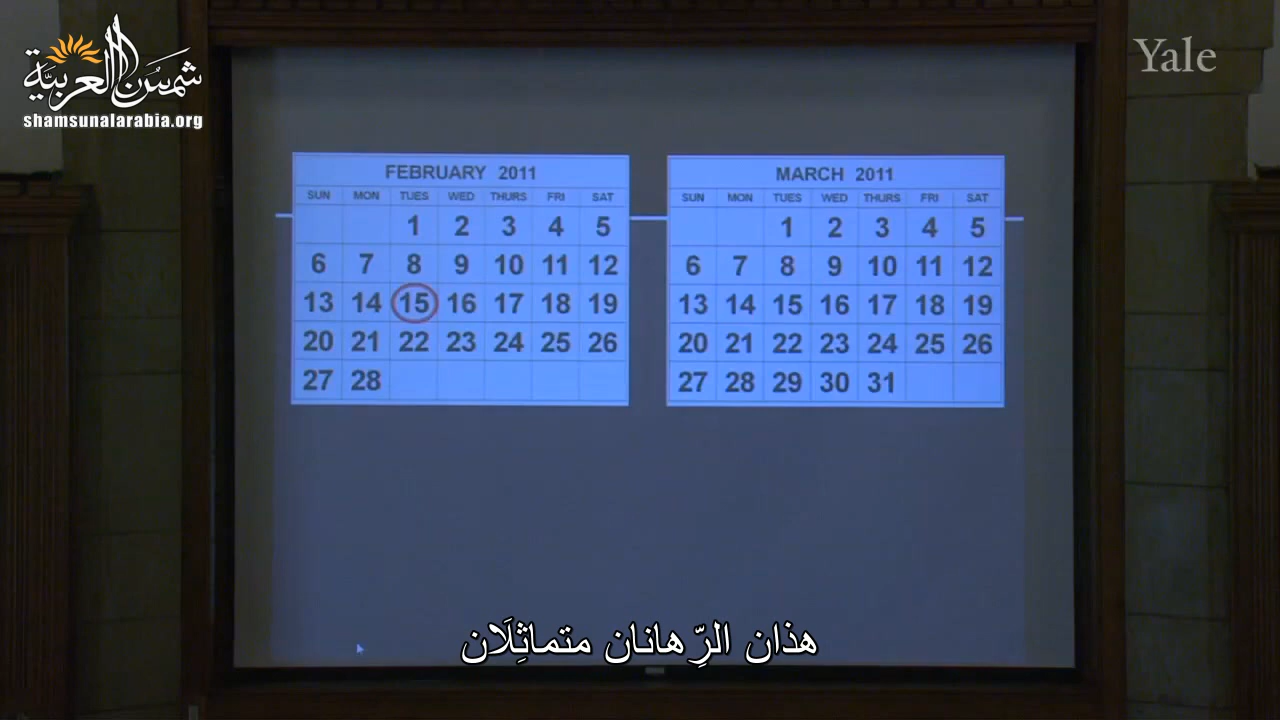 شمس العربية
shamsunalarabia.org
Yale
FEBRUARY 2011
SUN MON TUES WED THURS FRI SAT
1 2 3 4 5
6 7 8 9 10 11 12
13 14 15 16 17 18 19
20 21 22 23 24 25 26
27 28
MARCH 2011
SUN MON TUES WED THURS FRI SAT
1 2 3 4 5
6 7 8 9 10 11 12
13 14 15 16 17 18 19
20 21 22 23 24 25 26
27 28 29 30 31
هذان الرِّهانان متماثِلَان